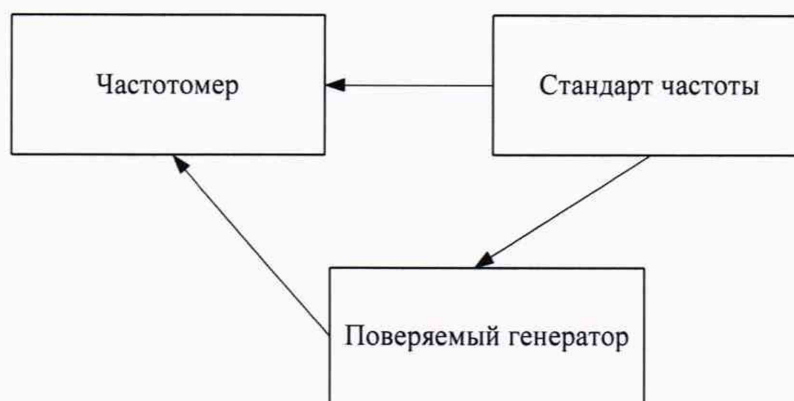 Частотомер
Стандарт частоты
Поверяемый генератор